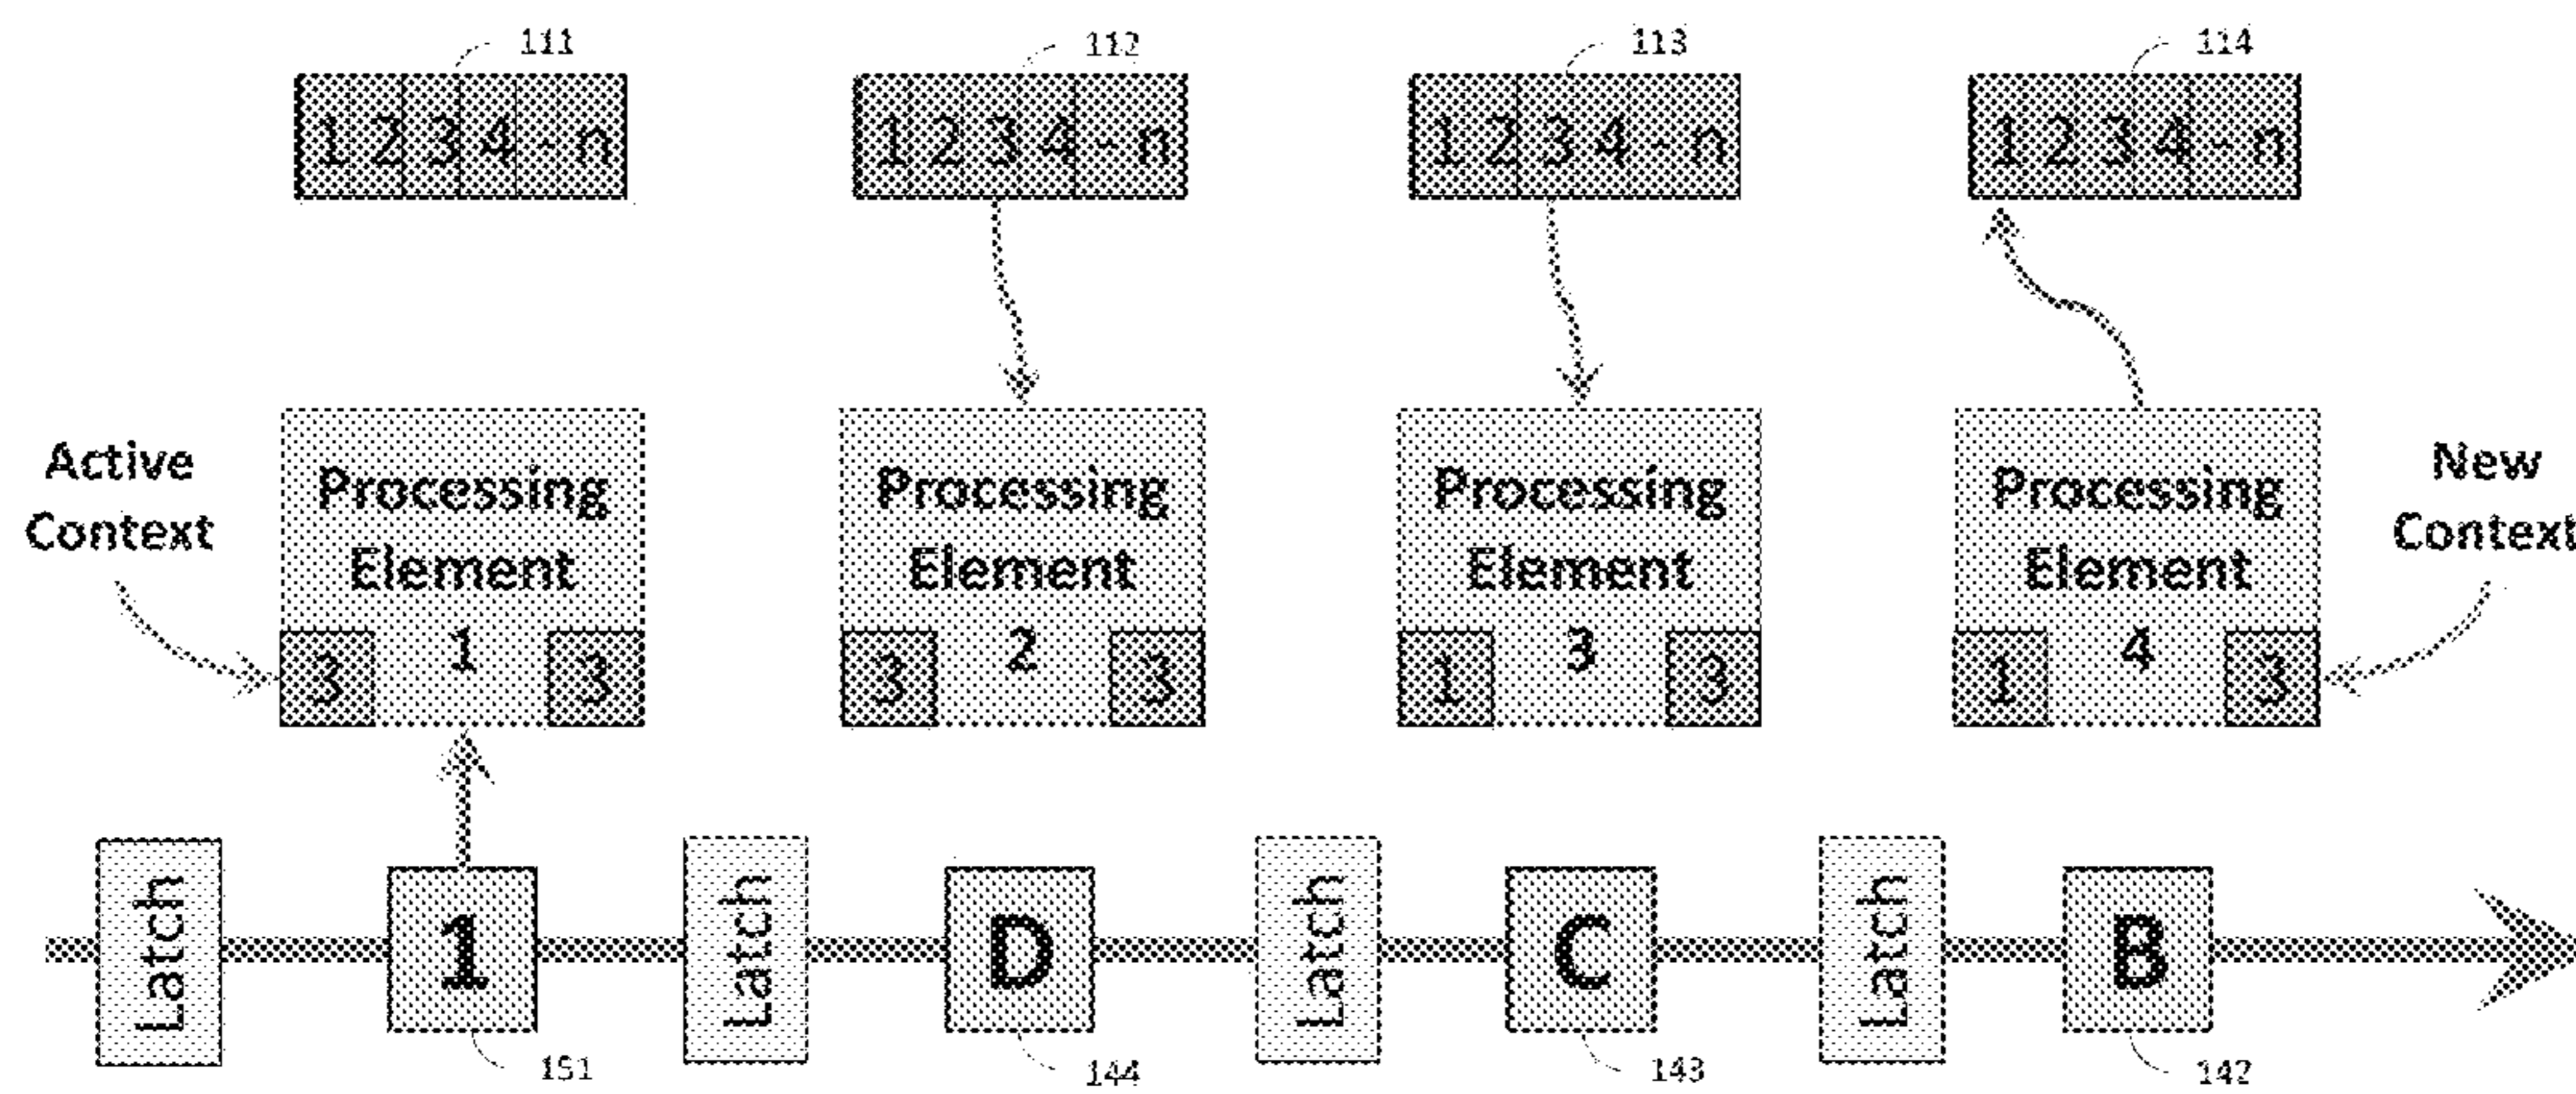 111 112 113 114
1 2 3 4 - n 1 2 3 4 - n 1 2 3 4 - n 1 2 3 4 - n
Active
Context
Processing
Element
1
3 3
Processing
Element
2
3 3
Processing
Element
3
1 3
Processing
Element
4
1 3
New
Context
Latch 1 Latch D Latch C Latch B
151 144 143 142